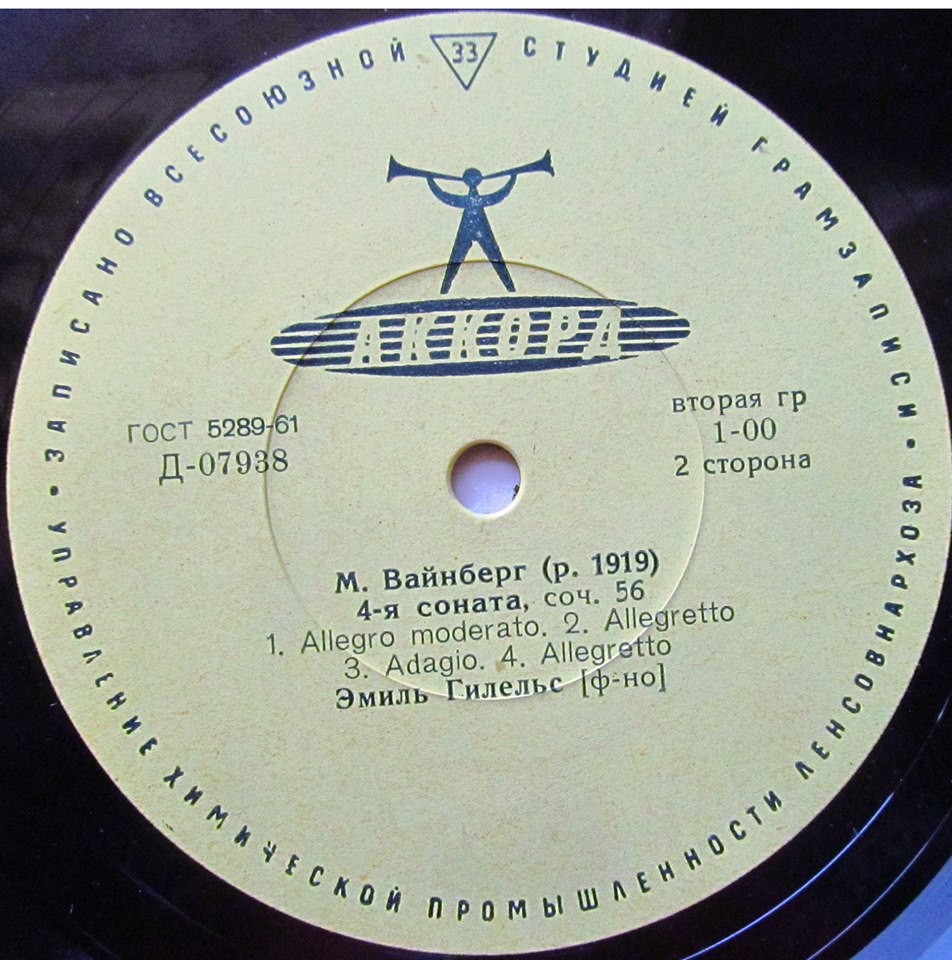 ЗАПИСАНО ВСЕСОЮЗНОЙ СТУДИЕЙ ГРАМЗАПИСИ • УПРАВЛЕНИЕ ХИМИЧЕСКОЙ ПРОМЫШЛЕННОСТИ ЛЕНСОВНАРХОЗА •
33
АККОРД
ГОСТ 5289-61
Д-07938
вторая гр
1-00
2 сторона
М. Вайнберг (р. 1919)
4-я соната, соч. 56
1. Allegro moderato. 2. Allegretto
3. Adagio. 4. Allegretto
Эмиль Гилельс [ф-но]